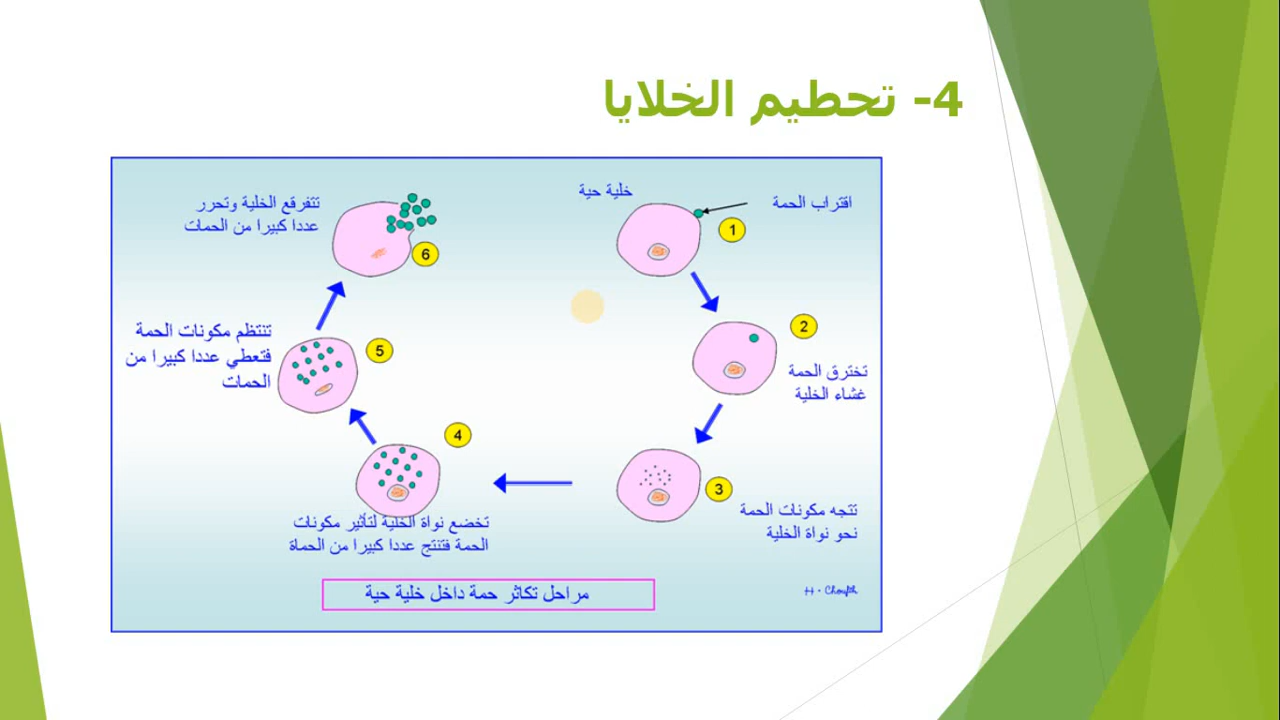 4- تحطيم الخلايا
خلية حية
اقتراب الحمة
1
2
تخترق الحمة
غشاء الخلية
3
تتجه مكونات الحمة
نحو نواة الخلية
4
تخضع نواة الخلية لتأثير مكونات
الحمة فتنتج عددا كبيرا من الحماة
5
تنتظم مكونات الحمة
فتعطي عددا كبيرا من
الحمات
6
تتفرقع الخلية وتحرر
عددا كبيرا من الحمات
مراحل تكاثر حمة داخل خلية حية
H. Choufik